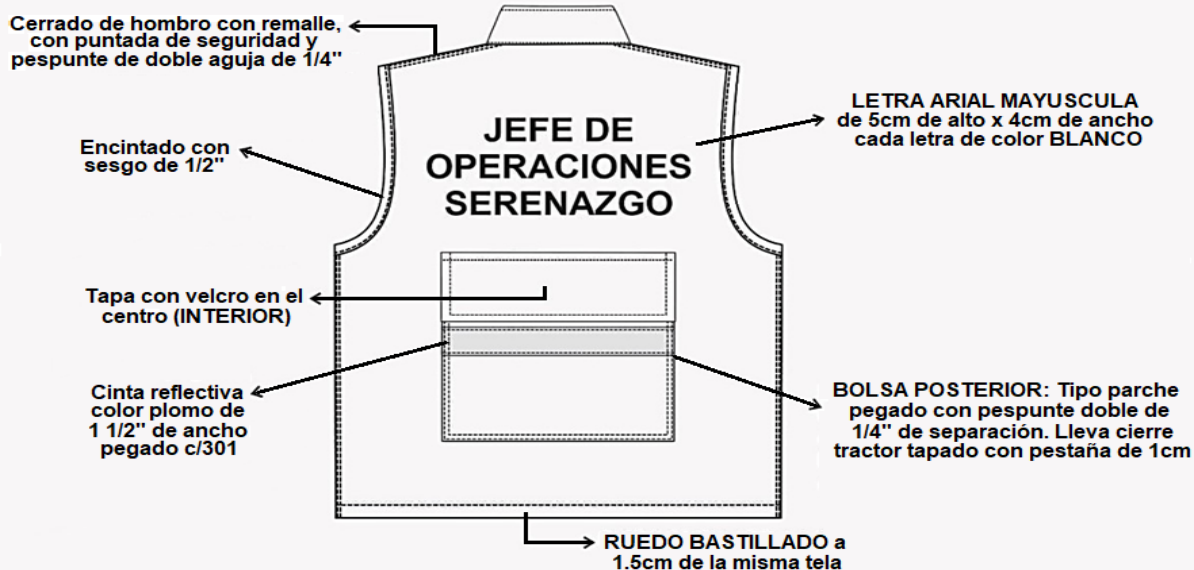 Cerrado de hombro con remalle,
con puntada de seguridad y
pespunte de doble aguja de 1/4"
Encintado con
sesgo de 1/2"
Tapa con velcro en el
centro (INTERIOR)
Cinta reflectiva
color plomo de
1 1/2" de ancho
pegado c/301
JEFE DE
OPERACIONES
SERENAZGO
LETRA ARIAL MAYUSCULA
de 5cm de alto x 4cm de ancho
cada letra de color BLANCO
BOLSA POSTERIOR: Tipo parche
pegado con pespunte doble de
1/4" de separación. Lleva cierre
tractor tapado con pestaña de 1cm
RUEDO BASTILLADO a
1.5cm de la misma tela